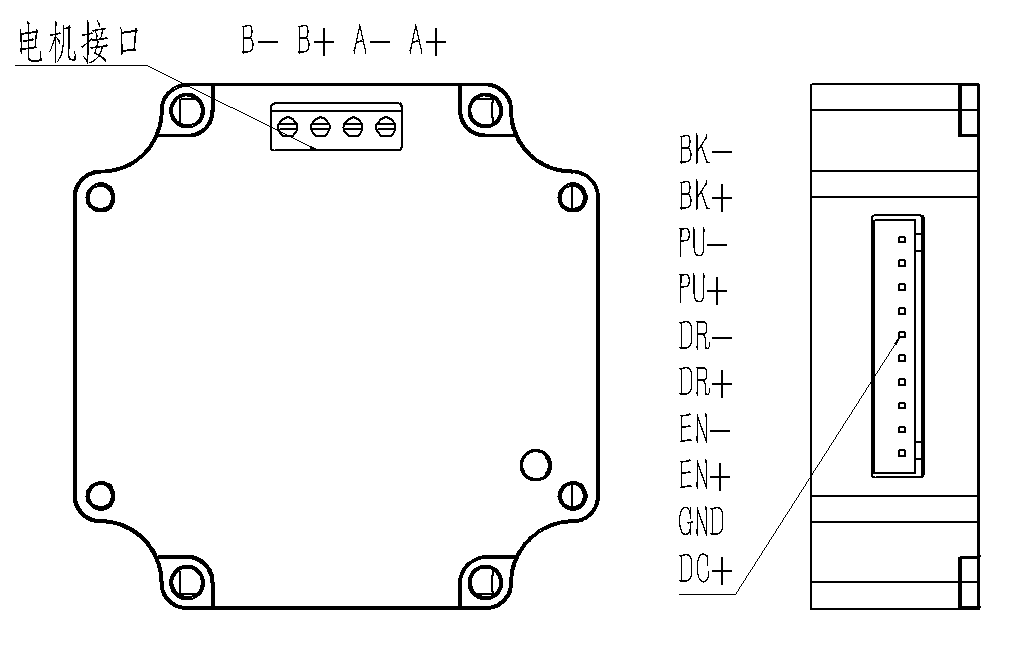 电机接口
B- B+ A- A+
BK-
BK+
PU-
PU+
DR-
DR+
EN-
EN+
GND
DC+